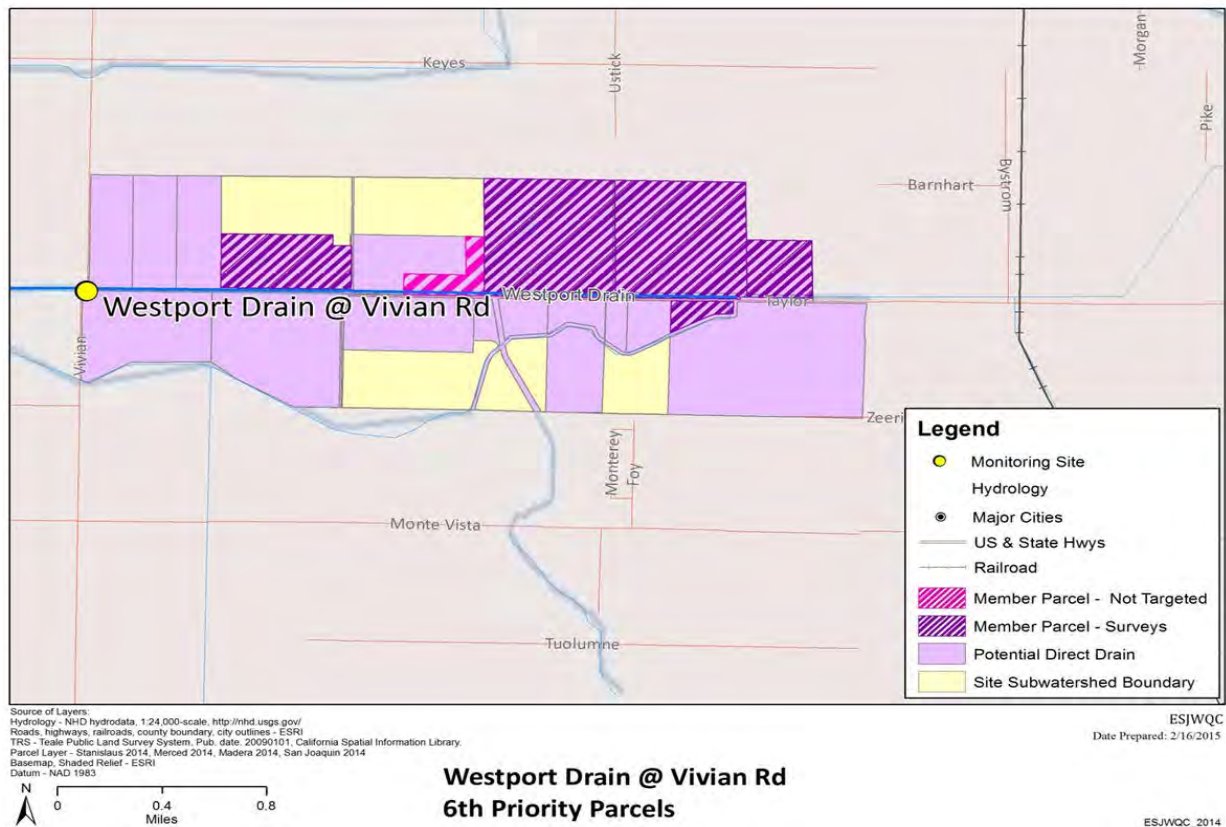 Keyes
Ustick
Morgan
Pike
Bystrom
Barnhart
Westport Drain
Taylor
Westport Drain @ Vivian Rd
Vivian
Zeeri
Monterey
Foy
Monte Vista
Tuolumne
Legend
Monitoring Site
Hydrology
Major Cities
US & State Hwys
Railroad
Member Parcel - Not Targeted
Member Parcel - Surveys
Potential Direct Drain
Site Subwatershed Boundary
Source of Layers:
Hydrology - NHD hydrodata, 1:24,000-scale, http://nhd.usgs.gov/
Roads, highways, railroads, county boundary, city outlines - ESRI
TRS - Teale Public Land Survey System, Pub. date. 20090101, California Spatial Information Library.
Parcel Layer - Stanislaus 2014, Merced 2014, Madera 2014, San Joaquin 2014
Basemap, Shaded Relief - ESRI
Datum - NAD 1983
ESJWQC
Date Prepared: 2/16/2015
N
0 0.4 0.8
Miles
Westport Drain @ Vivian Rd
6th Priority Parcels
ESJWQC_2014